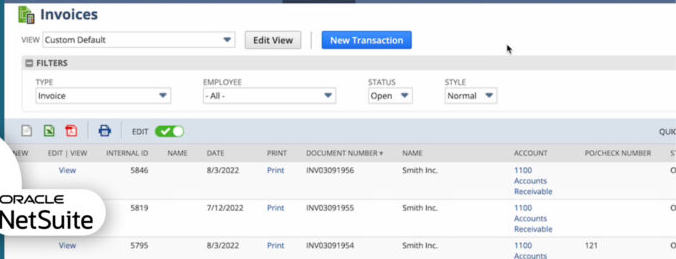 Invoices
VIEW Custom Default Edit View New Transaction
FILTERS
TYPE EMPLOYEE STATUS STYLE
Invoice - All - Open Normal
EDIT QUIC
NEW EDIT | VIEW INTERNAL ID NAME DATE PRINT DOCUMENT NUMBER NAME ACCOUNT PO/CHECK NUMBER ST
View 5846 8/3/2022 Print INV03091956 Smith Inc. 1100 O
Accounts
Receivable
5819 7/12/2022 Print INV03091955 Smith Inc. 1100 O
Accounts
Receivable
View 5795 8/3/2022 Print INV03091954 Smith Inc. 1100 121 O
Accounts
ORACLE
NetSuite